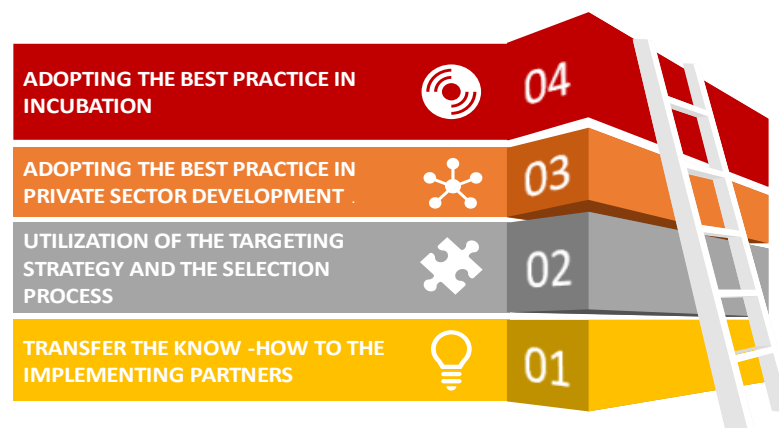 ADOPTING THE BEST PRACTICE IN
INCUBATION
04
ADOPTING THE BEST PRACTICE IN
PRIVATE SECTOR DEVELOPMENT .
03
UTILIZATION OF THE TARGETING
STRATEGY AND THE SELECTION
PROCESS
02
TRANSFER THE KNOW -HOW TO THE
IMPLEMENTING PARTNERS
01